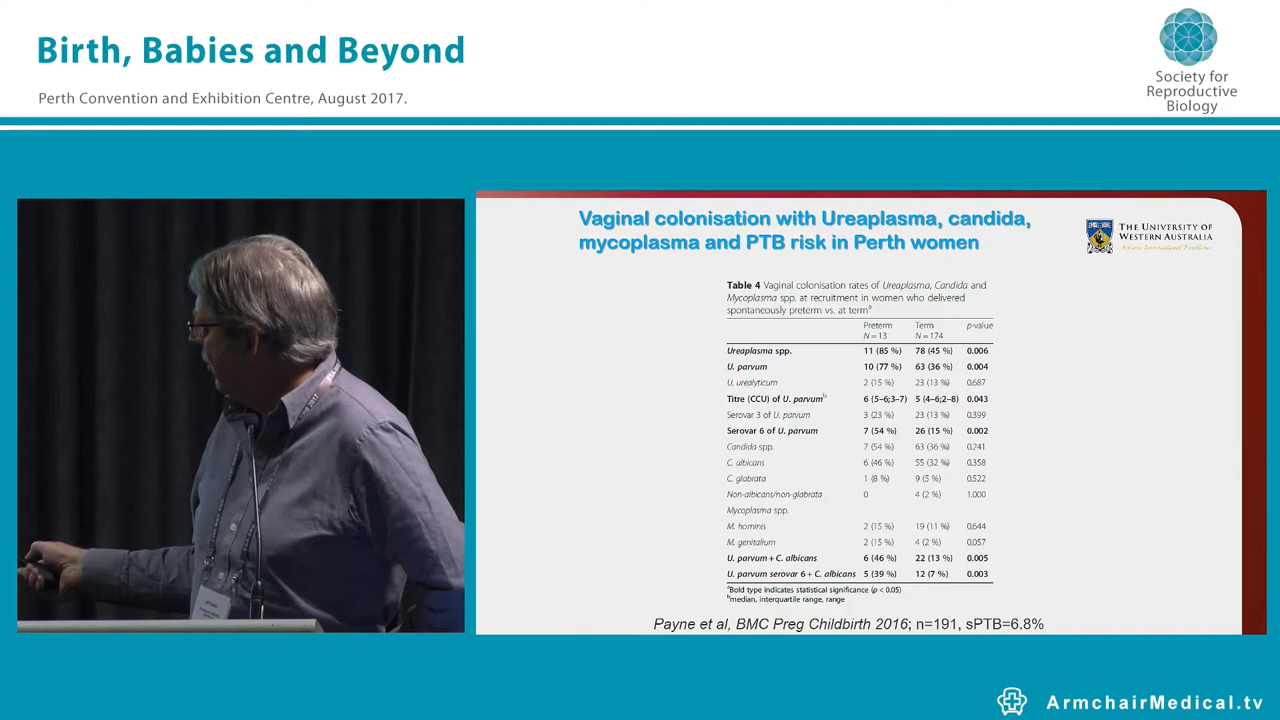 Birth, Babies and Beyond
Perth Convention and Exhibition Centre, August 2017.
Society for
Reproductive
Biology
Vaginal colonisation with Ureaplasma, candida,
mycoplasma and PTB risk in Perth women
THE UNIVERSITY OF
WESTERN AUSTRALIA
Table 4 Vaginal colonisation rates of Ureaplasma, Candida and
Mycoplasma spp. at recruitment in women who delivered
spontaneously preterm vs. at term^a
Preterm Term p-value
N = 13 N = 174
Ureaplasma spp. 11 (85 %) 78 (45 %) 0.006
U. parvum 10 (77 %) 63 (36 %) 0.004
U. urealyticum 2 (15 %) 23 (13 %) 0.687
Titre (CCU) of U. parvum^b 6 (5–6;3–7) 5 (4–6;2–8) 0.043
Serovar 3 of U. parvum 3 (23 %) 23 (13 %) 0.399
Serovar 6 of U. parvum 7 (54 %) 26 (15 %) 0.002
Candida spp. 7 (54 %) 63 (36 %) 0.241
C. albicans 6 (46 %) 55 (32 %) 0.358
C. glabrata 1 (8 %) 9 (5 %) 0.522
Non-albicans/non-glabrata 0 4 (2 %) 1.000
Mycoplasma spp.
M. hominis 2 (15 %) 19 (11 %) 0.644
M. genitalium 2 (15 %) 4 (2 %) 0.057
U. parvum + C. albicans 6 (46 %) 22 (13 %) 0.005
U. parvum serovar 6 + C. albicans 5 (39 %) 12 (7 %) 0.003
^aBold type indicates statistical significance (p < 0.05)
^bmedian, interquartile range, range
Payne et al, BMC Preg Childbirth 2016; n=191, sPTB=6.8%
ArmchairMedical.tv